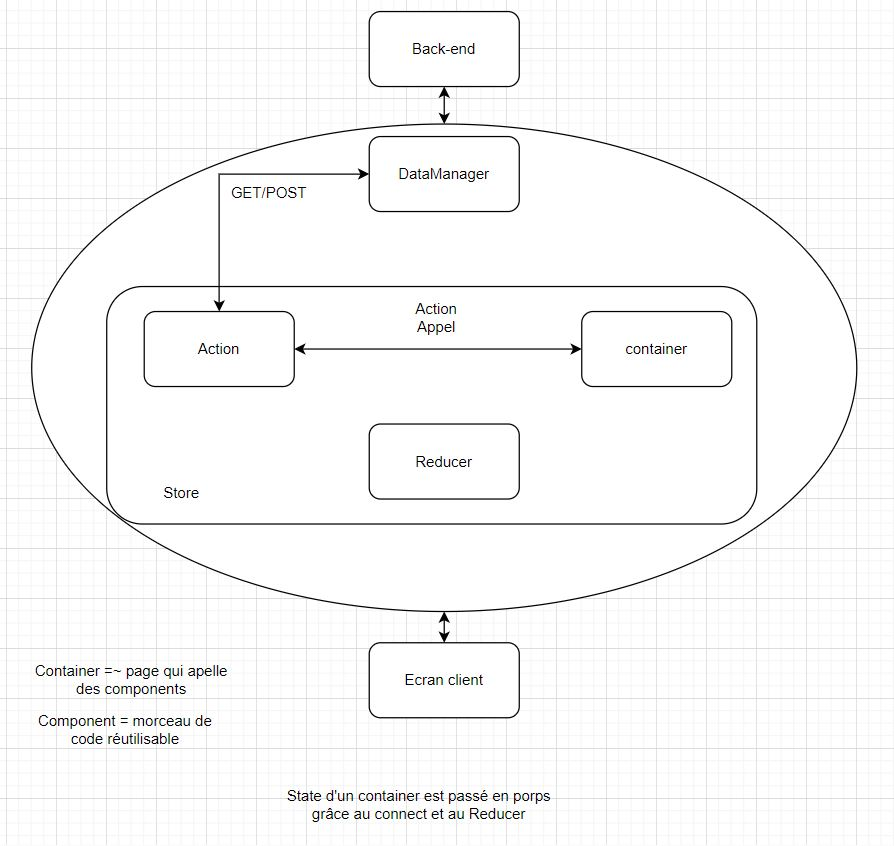 Back-end
DataManager
GET/POST
Action
Appel
Action
container
Reducer
Store
Ecran client
Container =~ page qui apelle
des components
Component = morceau de
code réutilisable
State d'un container est passé en porps
grâce au connect et au Reducer